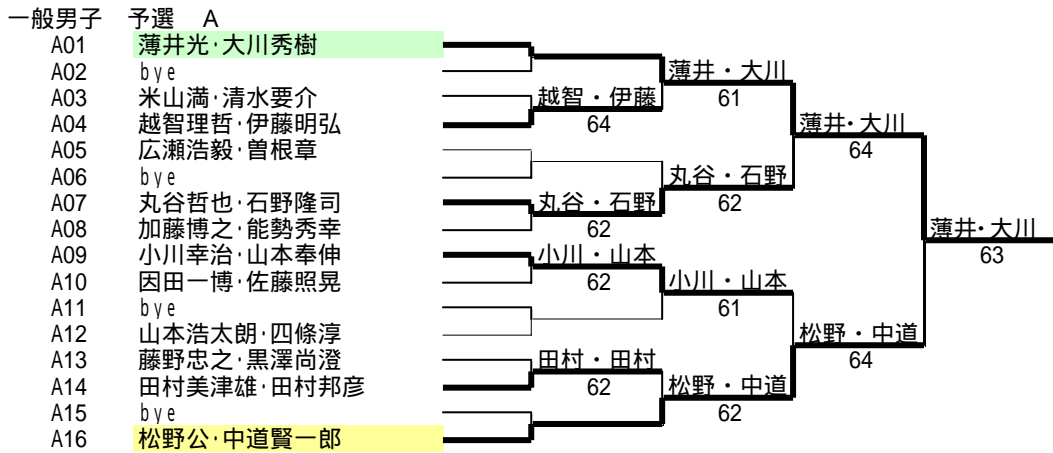 一般男子 予選 A
A01 薄井光・大川秀樹
A02 bye
薄井・大川
A03 米山満・清水要介
越智・伊藤
61
A04 越智理哲・伊藤明弘
64
薄井・大川
A05 広瀬浩毅・曽根章
64
A06 bye
丸谷・石野
A07 丸谷哲也・石野隆司
丸谷・石野
62
A08 加藤博之・能勢秀幸
62
薄井・大川
A09 小川幸治・山本奉伸
小川・山本
63
A10 因田一博・佐藤照晃
62
小川・山本
A11 bye
61
A12 山本浩太朗・四條淳
松野・中道
A13 藤野忠之・黒澤尚澄
田村・田村
64
A14 田村美津雄・田村邦彦
62
松野・中道
A15 bye
62
A16 松野公・中道賢一郎